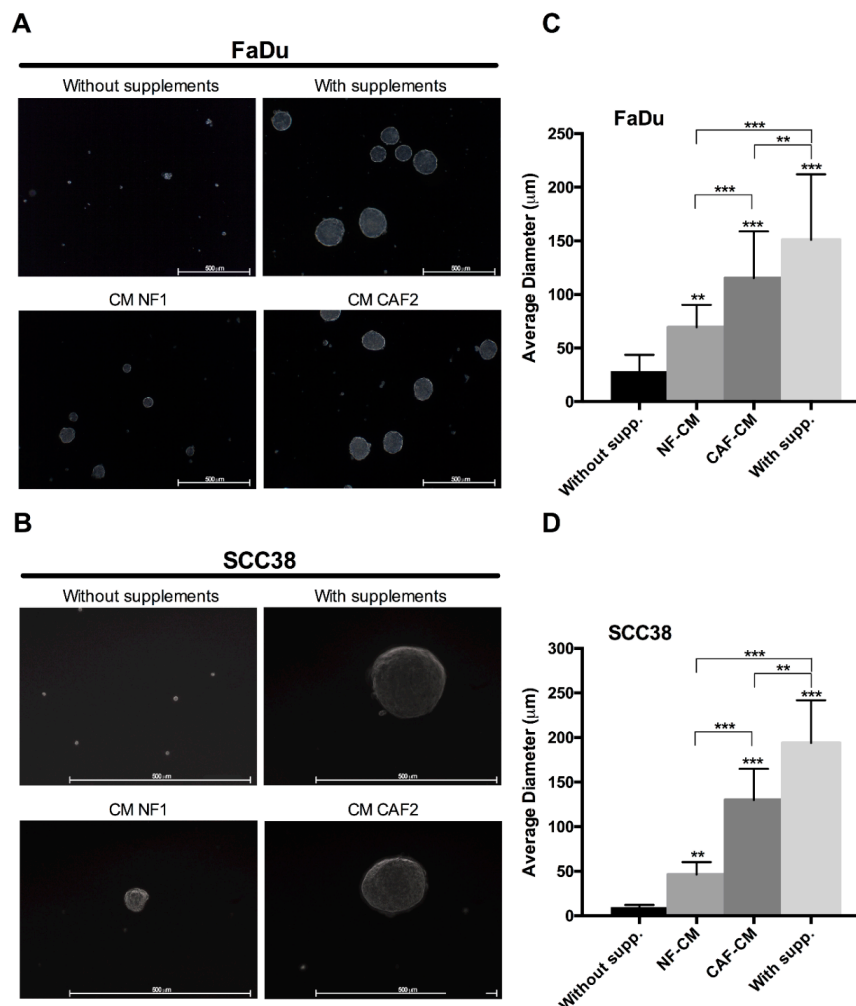 A
FaDu
Without supplements
With supplements
500 µm
500 µm
CM NF1
CM CAF2
500 µm
500 µm
B
SCC38
Without supplements
With supplements
500 µm
500 µm
CM NF1
CM CAF2
500 µm
500 µm
C
FaDu
Average Diameter (µm)
250
200
150
100
50
0
***
**
***
***
***
**
Without supp.
NF-CM
CAF-CM
With supp.
D
SCC38
Average Diameter (µm)
300
250
200
150
100
50
0
***
**
***
***
***
**
Without supp.
NF-CM
CAF-CM
With supp.